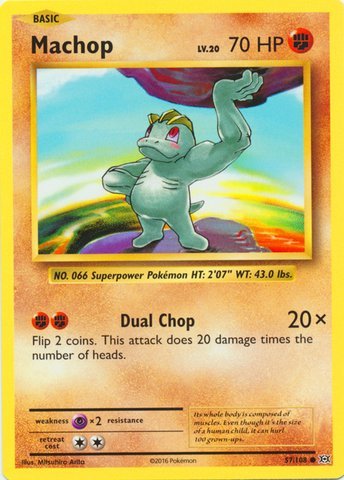 BASIC
Machop LV.20 70 HP
NO. 066 Superpower Pokémon HT: 2'07" WT: 43.0 lbs.
Dual Chop 20×
Flip 2 coins. This attack does 20 damage times the
number of heads.
weakness ×2 resistance
retreat
cost
Its whole body is composed of
muscles. Even though it's the
size of a human child, it can hurl
100 grown-ups.
Illus. Mitsuhiro Arita
©2016 Pokémon
57/108